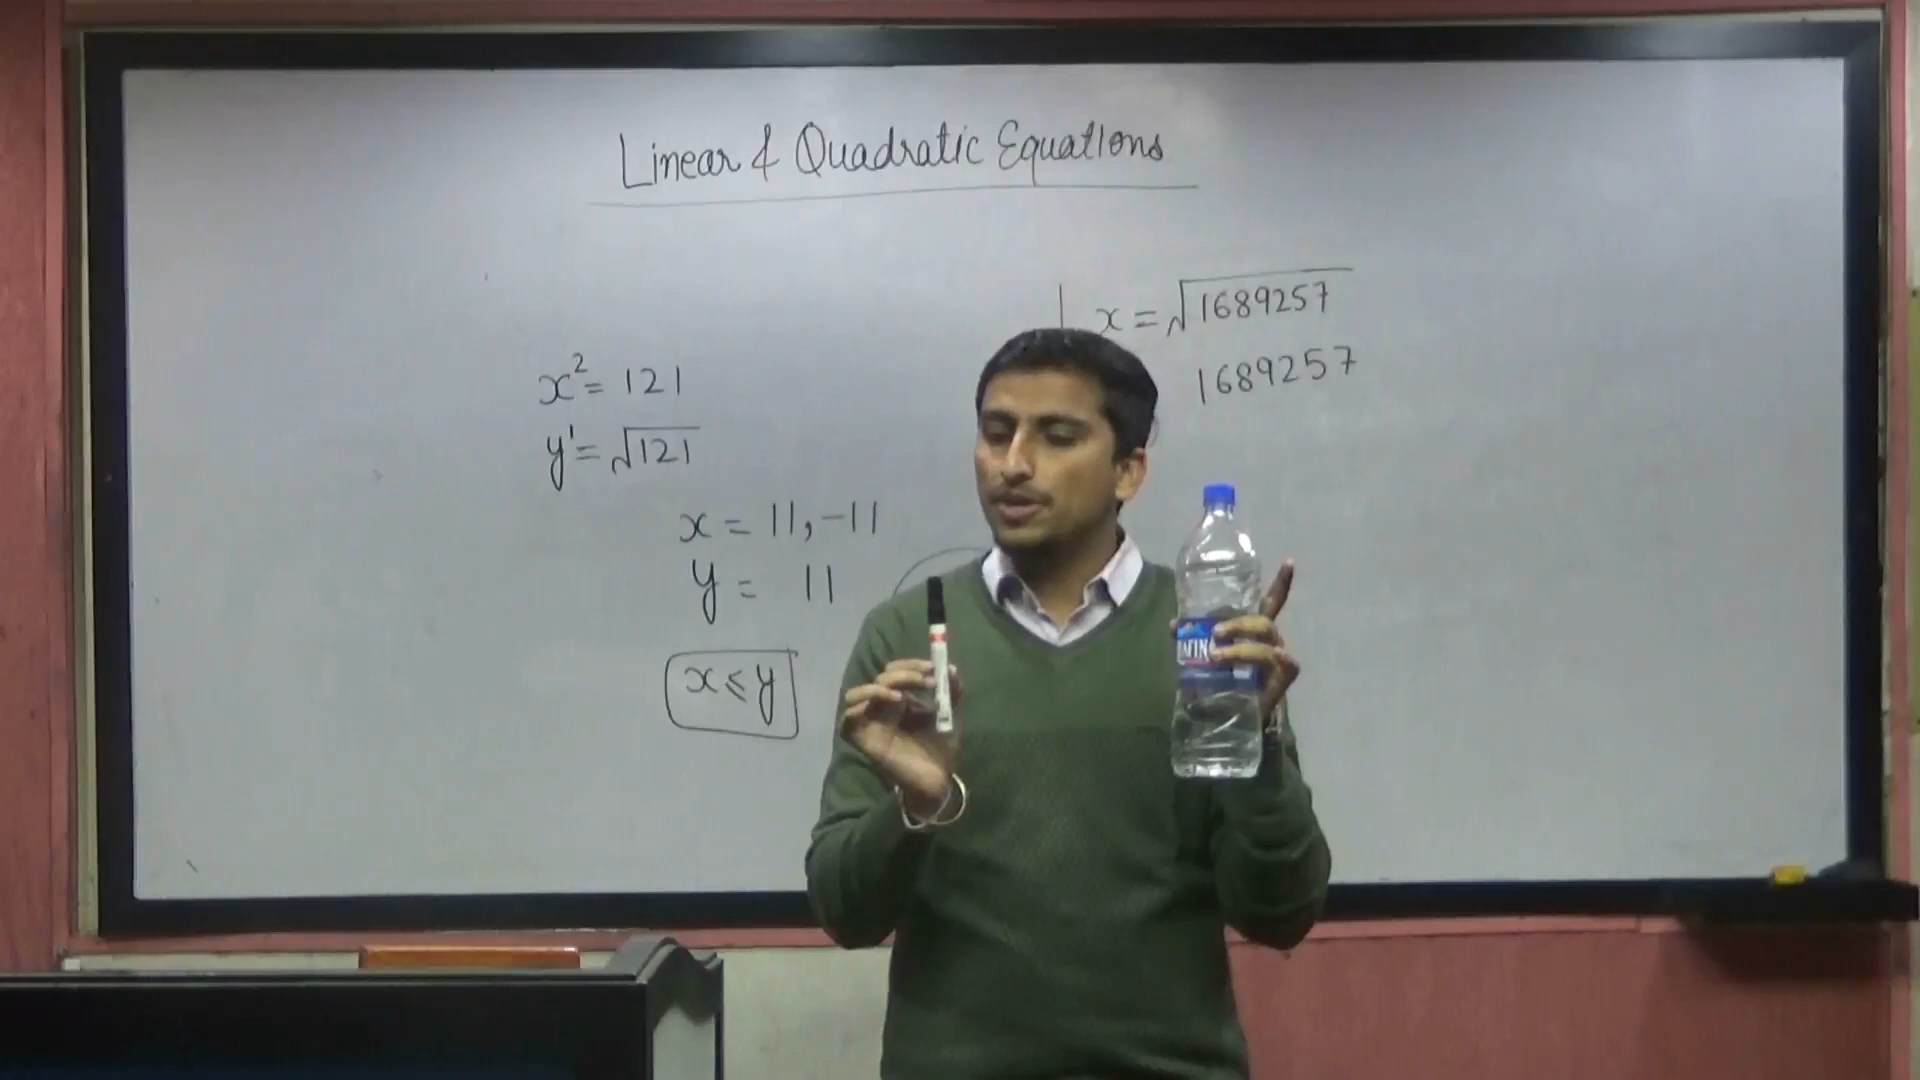 Linear & Quadratic Equations
x² = 121
y' = √121
x = 11, -11
y = 11
x ⩽ y
x = √1689257
1689257